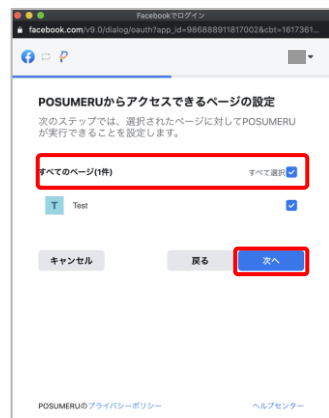 Facebookでログイン
facebook.com/v9.0/dialog/oauth?app_id=986888911817002&cbt=1617361...
POSUMERUからアクセスできるページの設定
次のステップでは、選択されたページに対してPOSUMERU
が実行できることを設定します。
すべてのページ(1件) すべて選択
T Test
キャンセル 戻る 次へ
POSUMERUのプライバシーポリシー ヘルプセンター